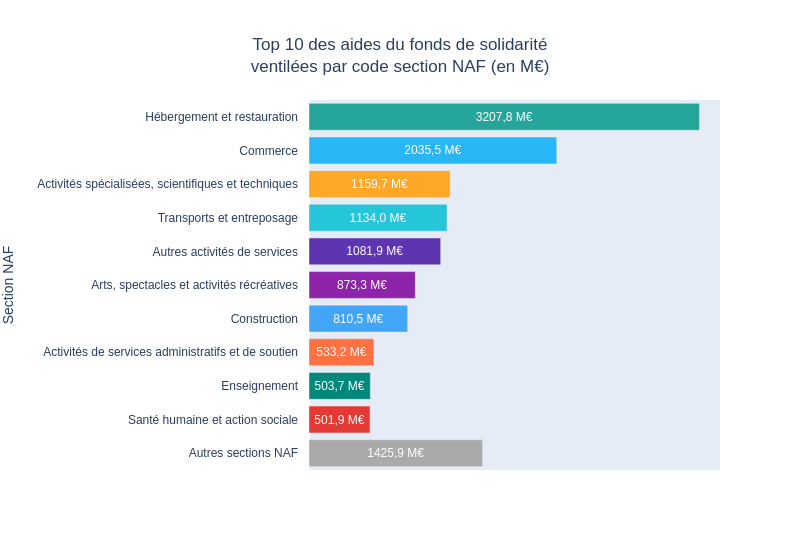 Top 10 des aides du fonds de solidarité
ventilées par code section NAF (en M€)
Section NAF
Hébergement et restauration 3207,8 M€
Commerce 2035,5 M€
Activités spécialisées, scientifiques et techniques 1159,7 M€
Transports et entreposage 1134,0 M€
Autres activités de services 1081,9 M€
Arts, spectacles et activités récréatives 873,3 M€
Construction 810,5 M€
Activités de services administratifs et de soutien 533,2 M€
Enseignement 503,7 M€
Santé humaine et action sociale 501,9 M€
Autres sections NAF 1425,9 M€